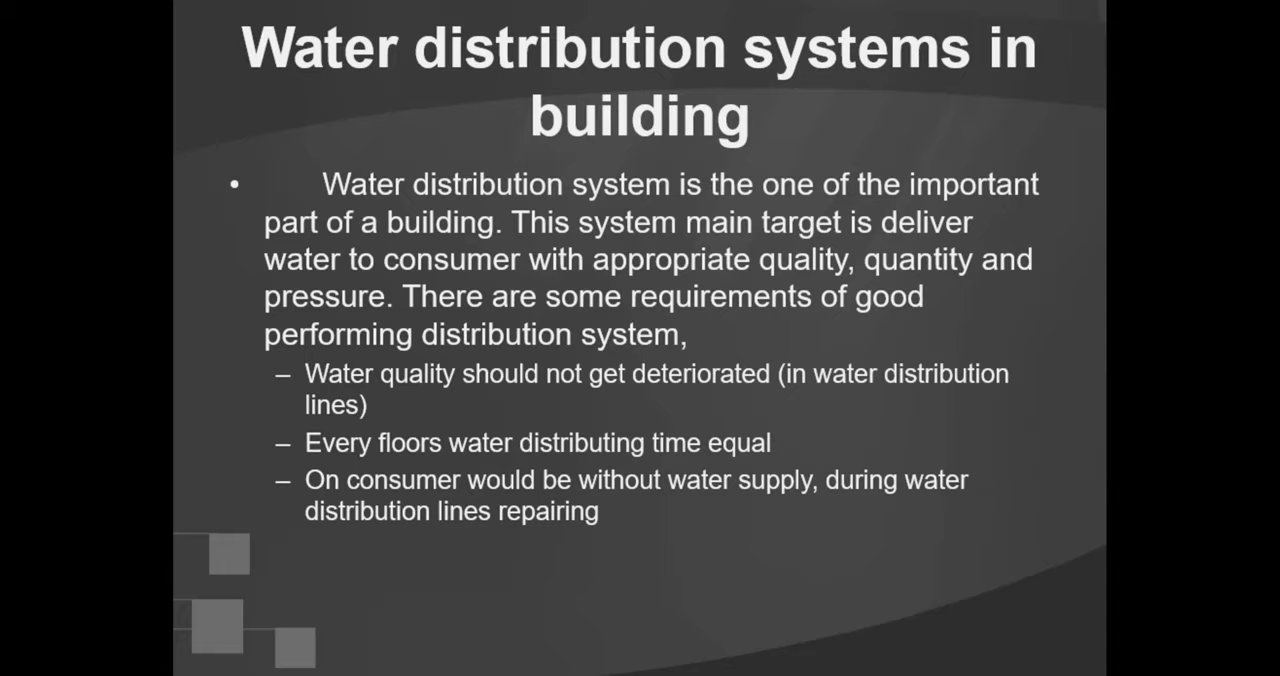 Water distribution systems in
building
• Water distribution system is the one of the important
part of a building. This system main target is deliver
water to consumer with appropriate quality, quantity and
pressure. There are some requirements of good
performing distribution system,
– Water quality should not get deteriorated (in water distribution
lines)
– Every floors water distributing time equal
– On consumer would be without water supply, during water
distribution lines repairing